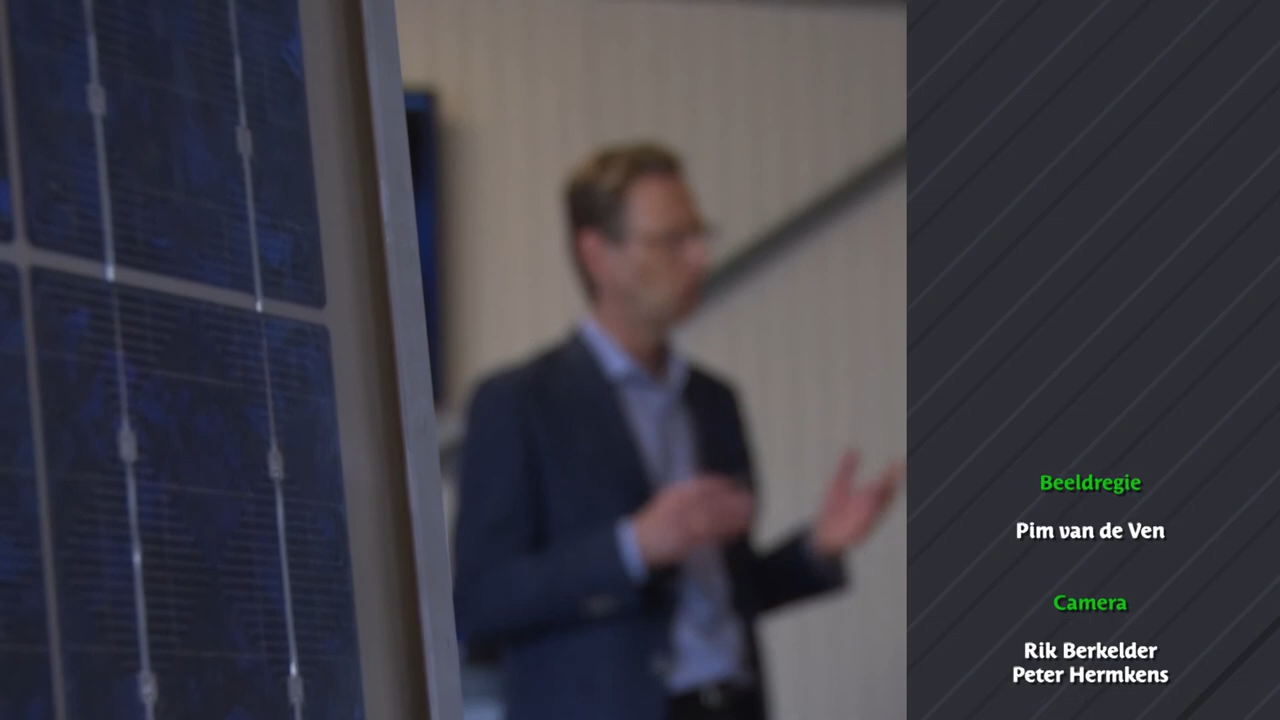 Beeldregie
Pim van de Ven
Camera
Rik Berkelder
Peter Hermkens